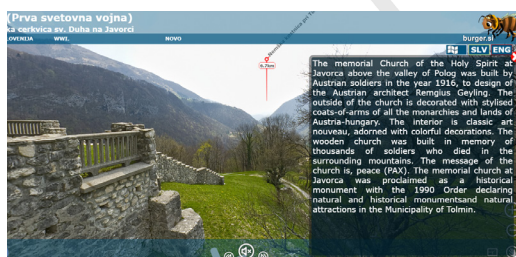 (Prva svetovna vojna)
ka cerkvica sv. Duha na Javorci
LOVENIJA WWI. NOVO burger.si
SLV ENG
6.7km
The memorial Church of the Holy Spirit at
Javorca above the valley of Polog was built by
Austrian soldiers in the year 1916, to design of
the Austrian architect Remgius Geyling. The
outside of the church is decorated with stylised
coats-of-arms of all the monarchies and lands of
Austria-hungary. The interior is classic art
nouveau, adorned with colorful decorations. The
wooden church was built in memory of
thousands of soldiers who died in the
surrounding mountains. The message of the
church is, peace (PAX). The memorial church at
Javorca was proclaimed as a historical
monument with the 1990 Order declaring
natural and historical monumentsand natural
attractions in the Municipality of Tolmin.